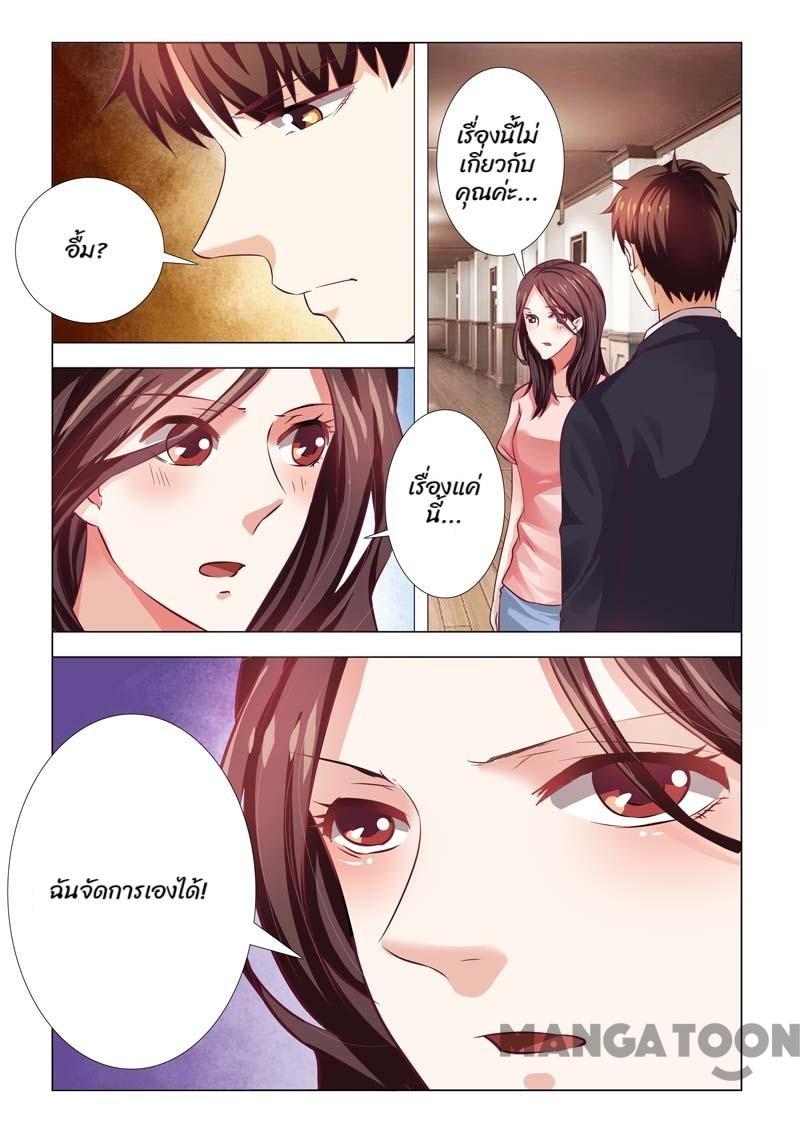 อื้ม?
เรื่องนี้ไม่
เกี่ยวกับ
คุณค่ะ...
เรื่องแค่
นี้...
ฉันจัดการเองได้!
MANGATOON